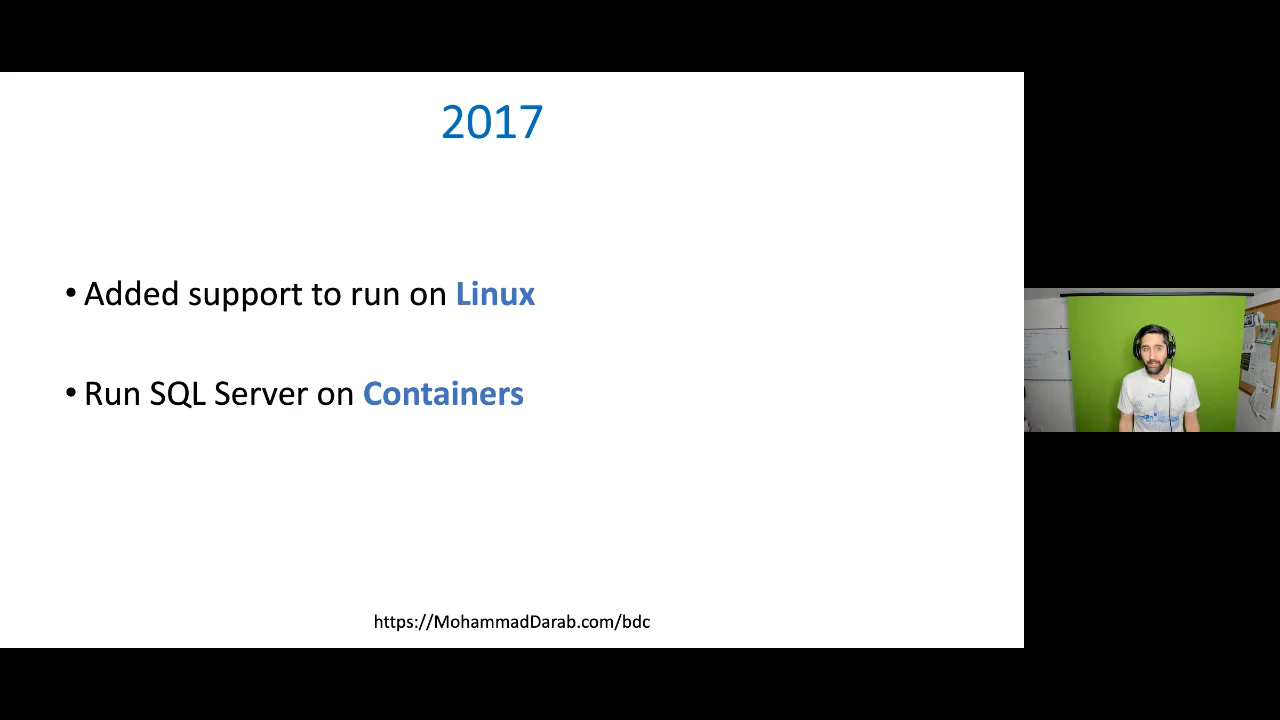 2017
• Added support to run on Linux
• Run SQL Server on Containers
https://MohammadDarab.com/bdc